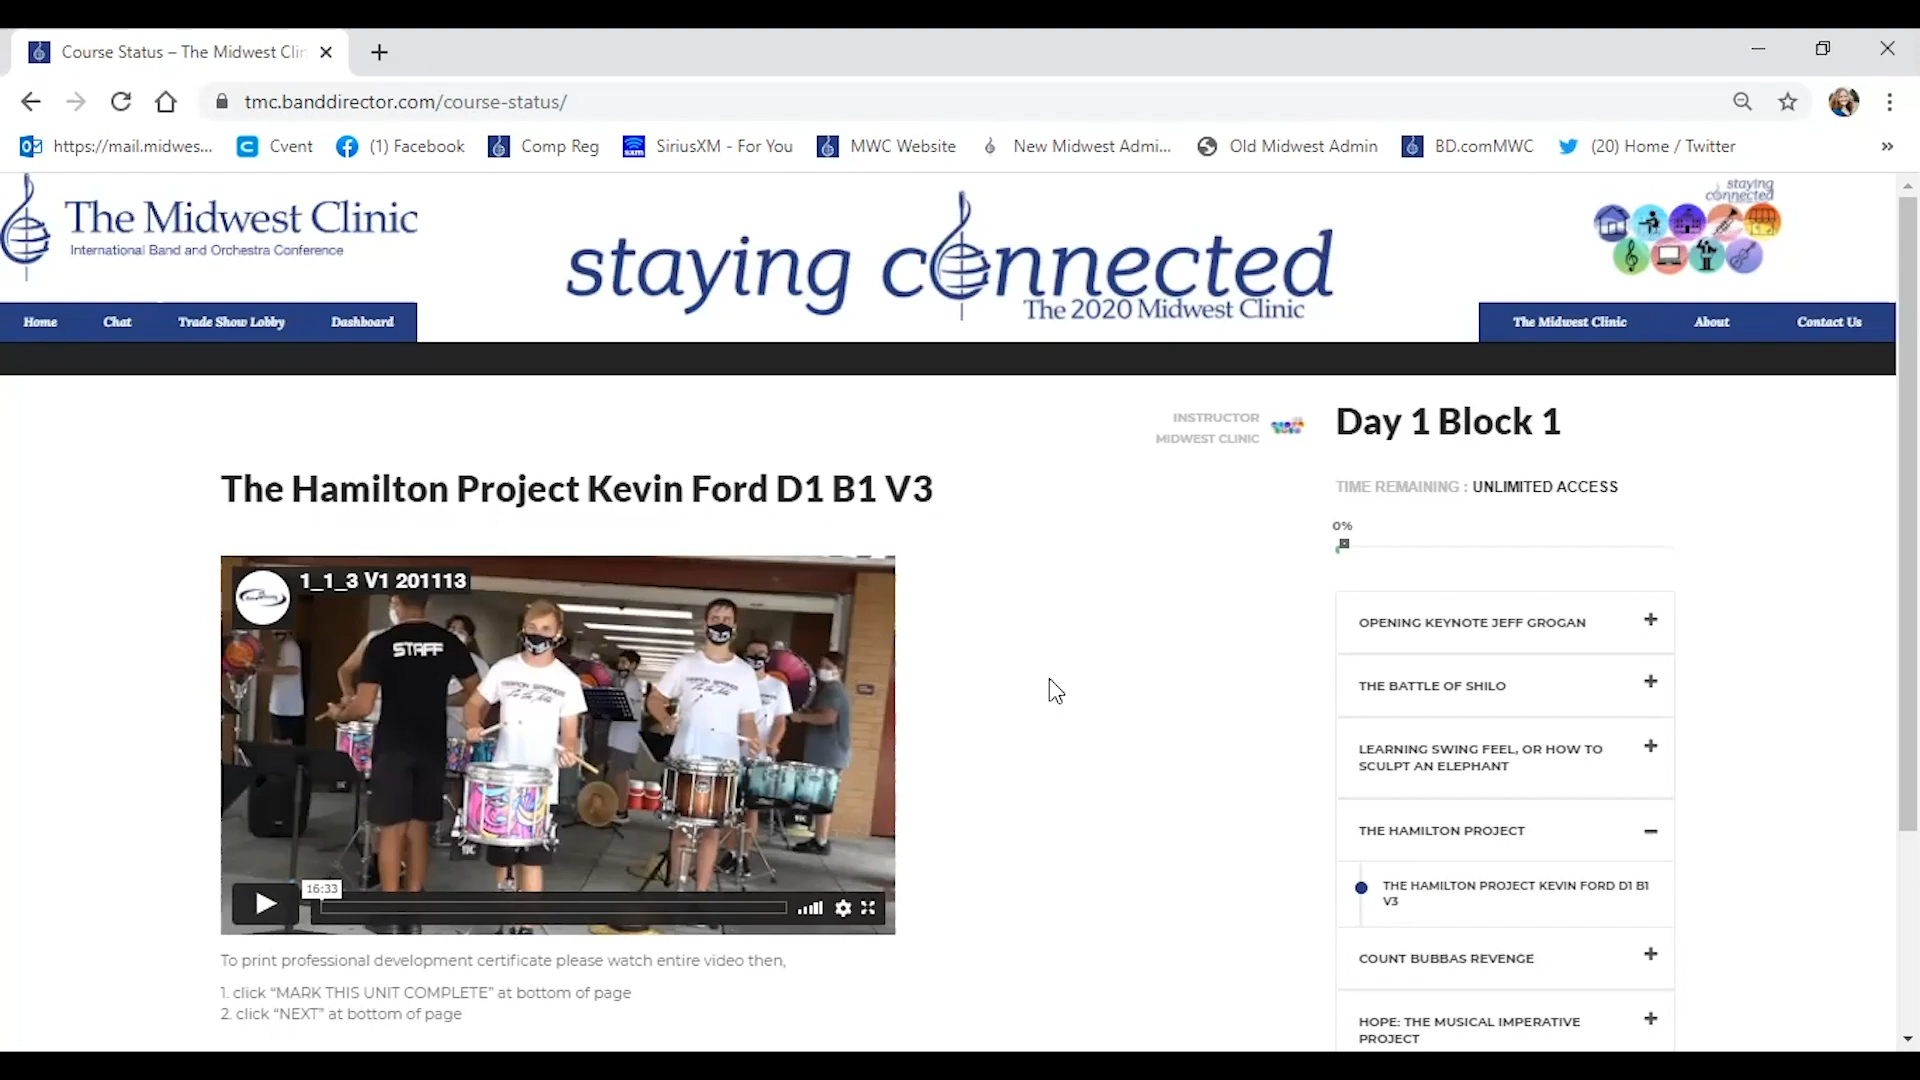 Course Status – The Midwest Clin
tmc.banddirector.com/course-status/
https://mail.midwes...
Cvent
(1) Facebook
Comp Reg
SiriusXM - For You
MWC Website
New Midwest Admi...
Old Midwest Admin
BD.comMWC
(20) Home / Twitter
»
The Midwest Clinic
International Band and Orchestra Conference
staying connected
The 2020 Midwest Clinic
staying
connected
Home
Chat
Trade Show Lobby
Dashboard
The Midwest Clinic
About
Contact Us
INSTRUCTOR
MIDWEST CLINIC
Day 1 Block 1
The Hamilton Project Kevin Ford D1 B1 V3
TIME REMAINING : UNLIMITED ACCESS
0%
1_1_3 V1 201113
STAFF
16:33
To print professional development certificate please watch entire video then,
1. click “MARK THIS UNIT COMPLETE” at bottom of page
2. click “NEXT” at bottom of page
OPENING KEYNOTE JEFF GROGAN
THE BATTLE OF SHILO
LEARNING SWING FEEL, OR HOW TO
SCULPT AN ELEPHANT
THE HAMILTON PROJECT
THE HAMILTON PROJECT KEVIN FORD D1 B1
V3
COUNT BUBBAS REVENGE
HOPE: THE MUSICAL IMPERATIVE
PROJECT